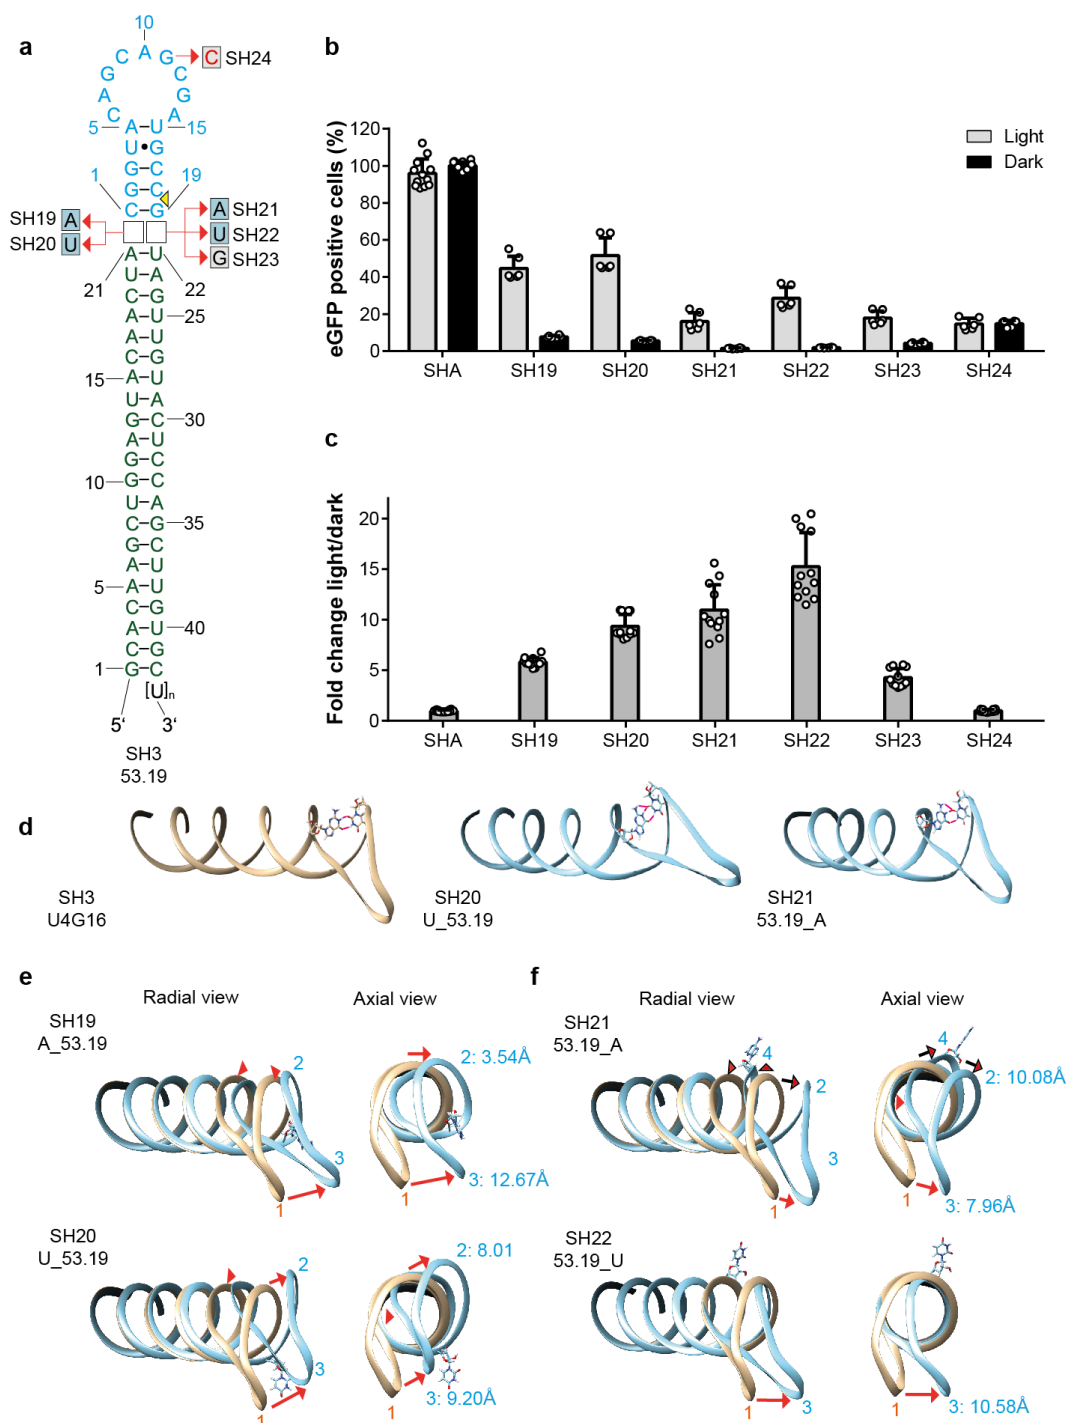 a
10
C A G
C SH24
G C
A G
C A
5 A–U 15
U•G
G–C
1 G–C 19
C–G
SH19 A
SH20 U
A SH21
U SH22
G SH23
A–U
U–A
21 22
C–G
25
A–U
A–U
C–G
15 A–U
U–A
G–C 30
A–U
G–C
10 G–C
U–A
C–G 35
G–C
A–U
5 A–U
C–G
A–U 40
C–G
1 G–C
[U]n
5‘ 3‘
SH3
53.19
b
eGFP positive cells (%)
120
100
80
60
40
20
0
Light
Dark
SHA SH19 SH20 SH21 SH22 SH23 SH24
c
Fold change light/dark
20
15
10
5
0
SHA SH19 SH20 SH21 SH22 SH23 SH24
d
SH3
U4G16
SH20
U_53.19
SH21
53.19_A
e
Radial view Axial view
SH19
A_53.19
2
3
1
2: 3.54Å
3: 12.67Å
1
SH20
U_53.19
2
3
1
2: 8.01
3: 9.20Å
1
f
Radial view Axial view
SH21
53.19_A
4
2
3
1
4
2: 10.08Å
1
3: 7.96Å
SH22
53.19_U
1
3
1
3: 10.58Å